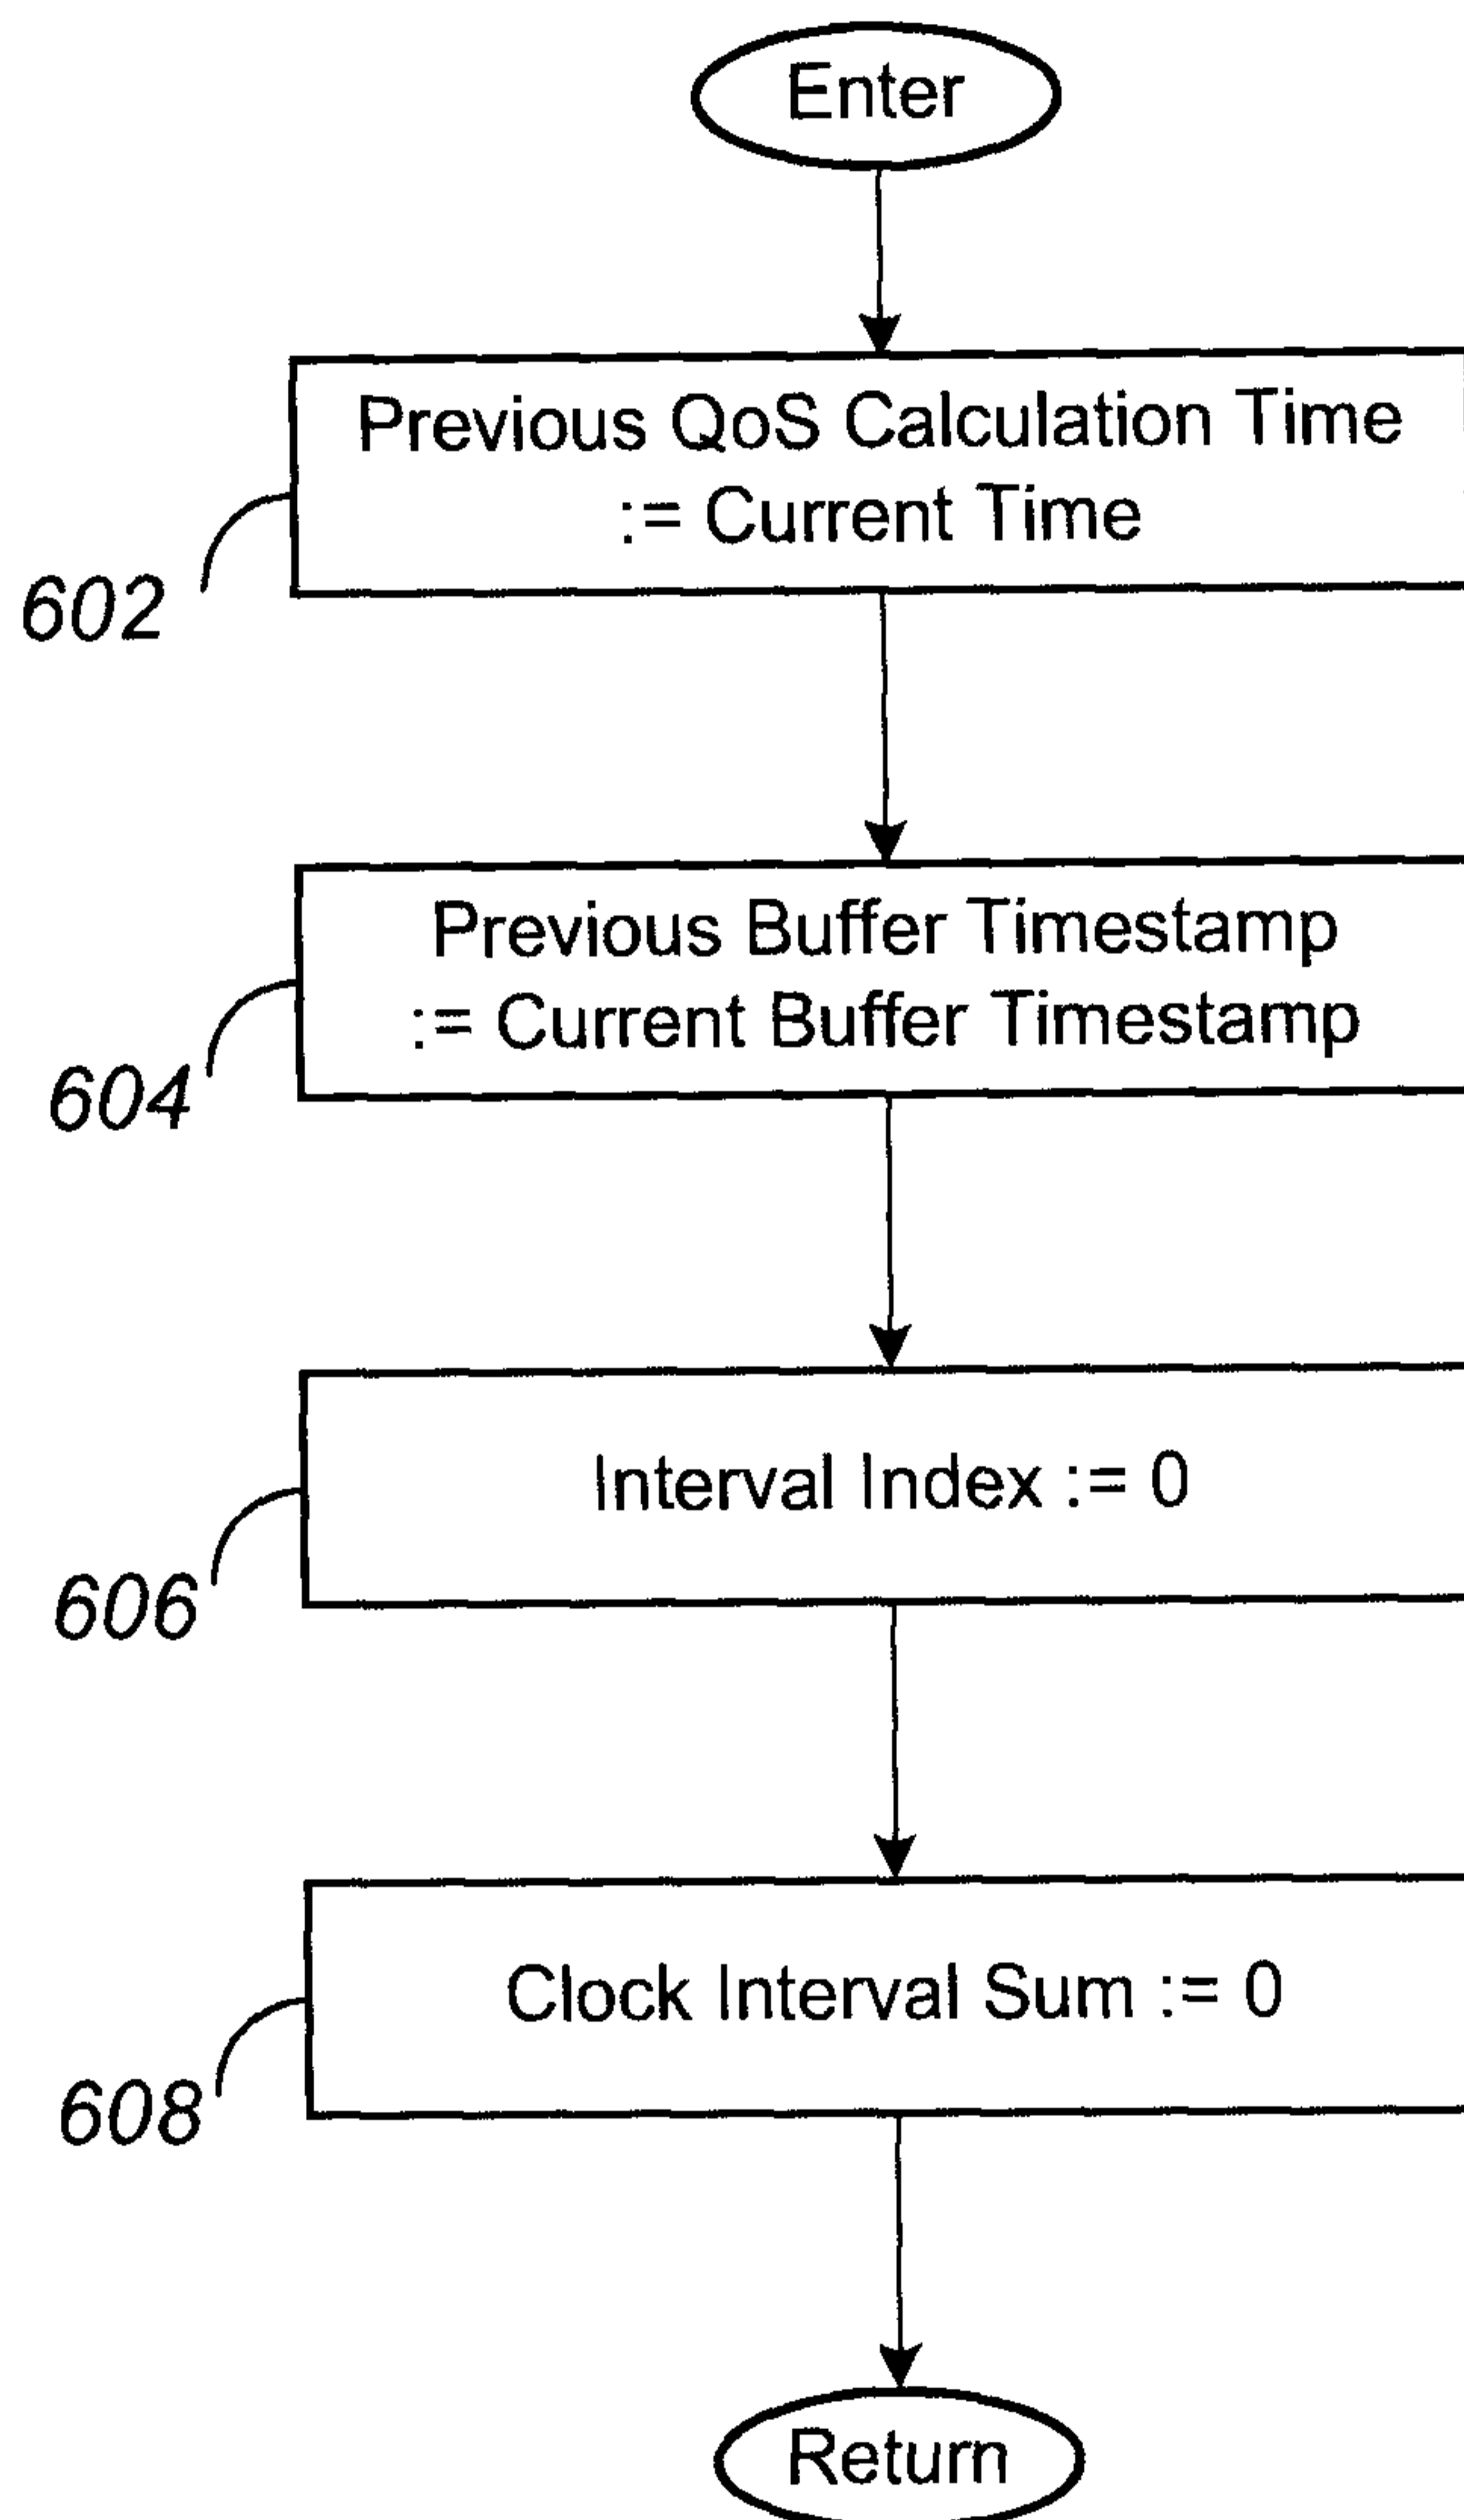 Enter
Previous QoS Calculation Time
:= Current Time
602
Previous Buffer Timestamp
:= Current Buffer Timestamp
604
Interval Index := 0
606
Clock Interval Sum := 0
608
Return